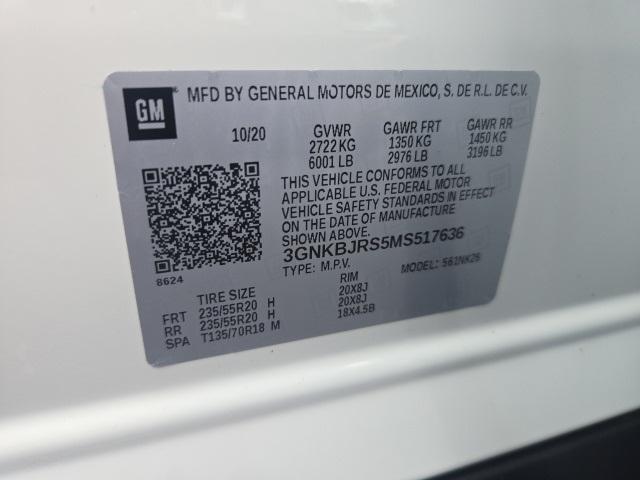 GM MFD BY GENERAL MOTORS DE MEXICO, S. DE R.L. DE C.V.
10/20 GVWR GAWR FRT GAWR RR
2722 KG 1350 KG 1450 KG
6001 LB 2976 LB 3196 LB
THIS VEHICLE CONFORMS TO ALL
APPLICABLE U.S. FEDERAL MOTOR
VEHICLE SAFETY STANDARDS IN EFFECT
ON THE DATE OF MANUFACTURE
SHOWN ABOVE.
3GNKBJRS5MS517636
TYPE: M.P.V. MODEL: 561NK26
8624
TIRE SIZE RIM
FRT 235/55R20 H 20X8J
RR 235/55R20 H 20X8J
SPA T135/70R18 M 18X4.5B